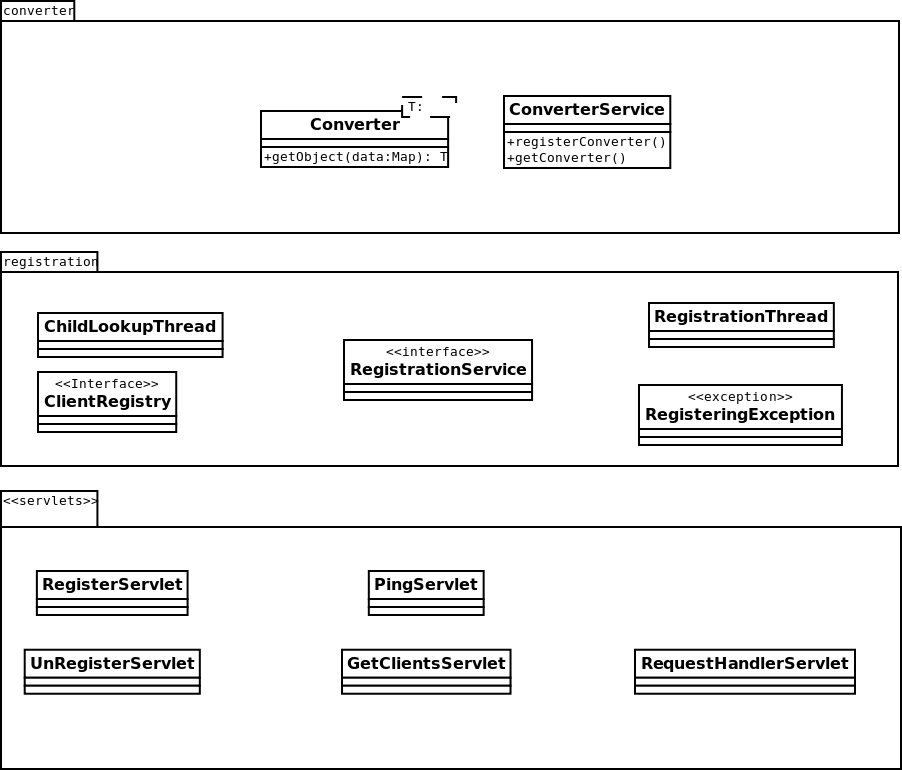 converter
T:
Converter
+getObject(data:Map): T
ConverterService
+registerConverter()
+getConverter()
registration
ChildLookupThread
<<Interface>>
ClientRegistry
<<interface>>
RegistrationService
RegistrationThread
<<exception>>
RegisteringException
<<servlets>>
RegisterServlet
PingServlet
UnRegisterServlet
GetClientsServlet
RequestHandlerServlet